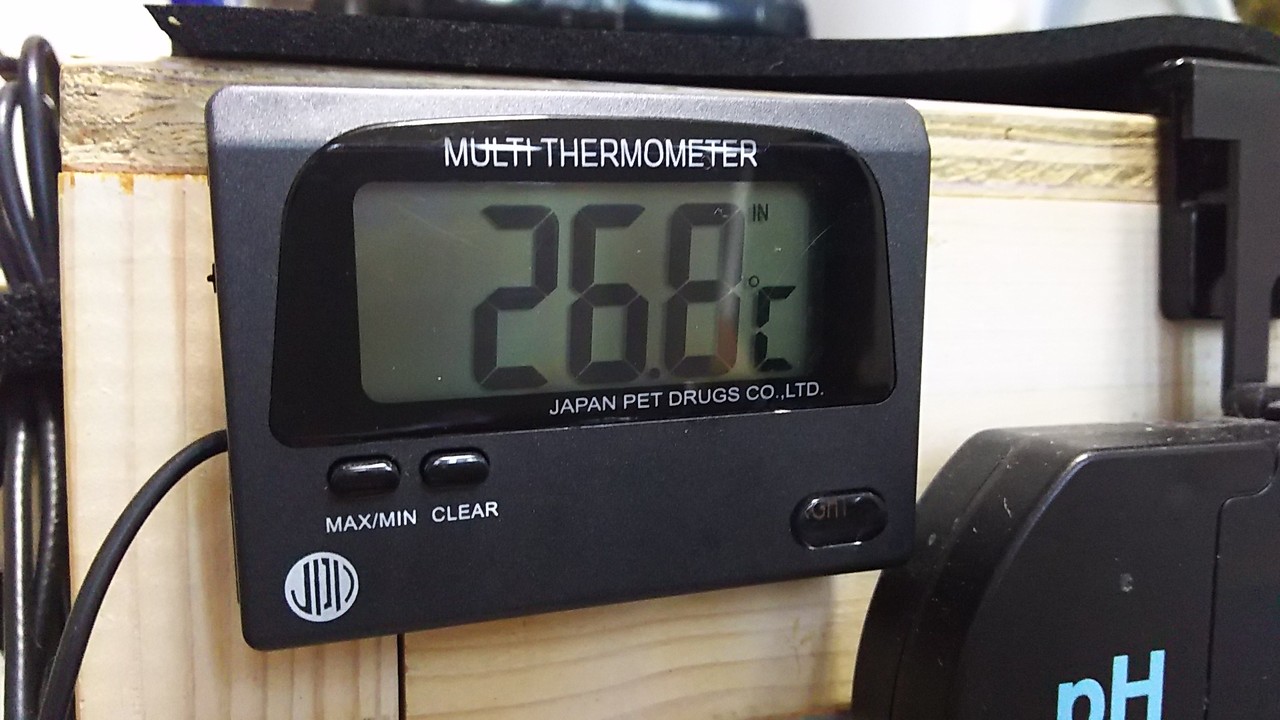 MULTI THERMOMETER
26.8 °C
IN
JAPAN PET DRUGS CO.,LTD.
MAX/MIN CLEAR
pH